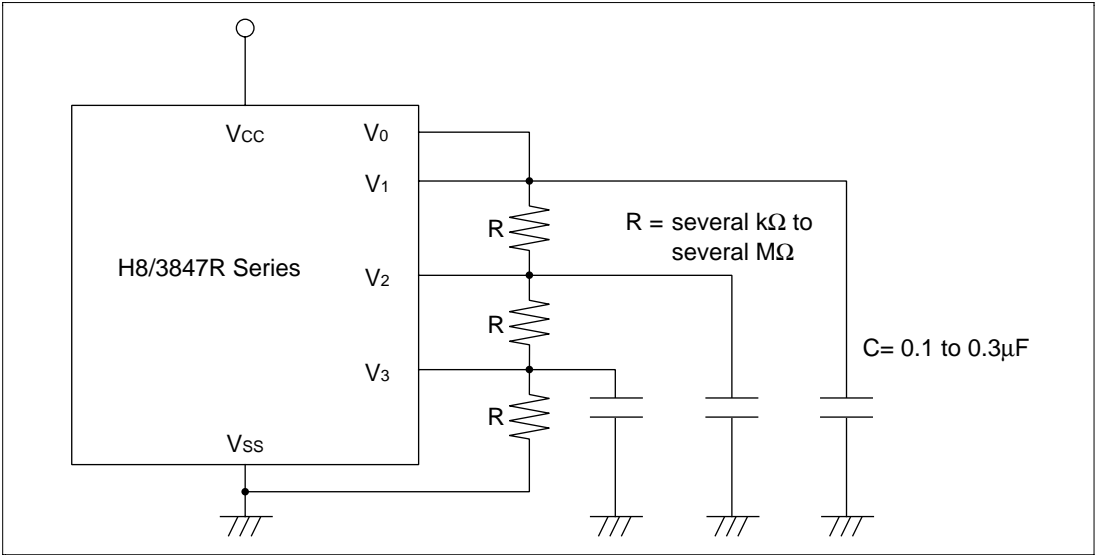 VCC
V0
V1
R
R = several kΩ to
several MΩ
H8/3847R Series
V2
R
C= 0.1 to 0.3μF
V3
R
VSS